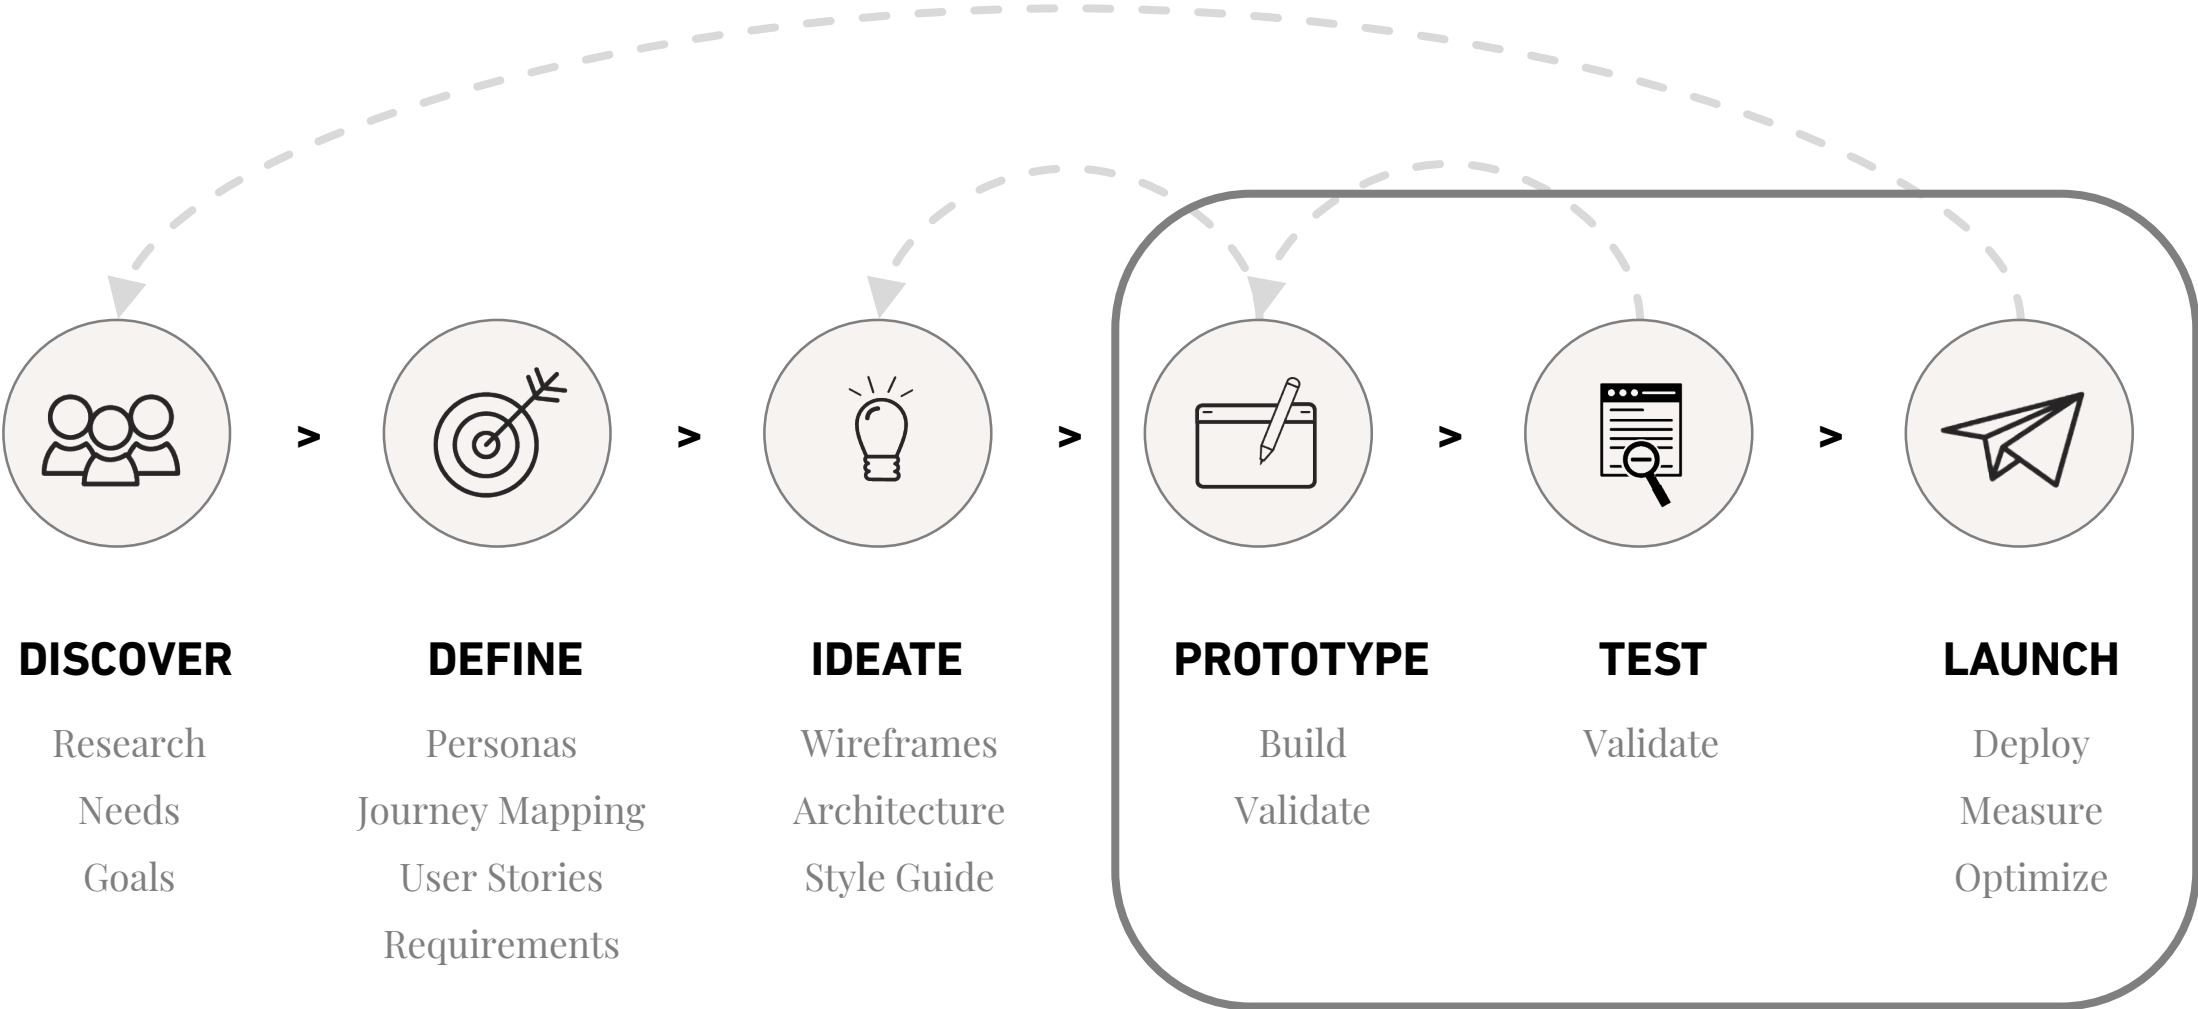 > > > > >
DISCOVER DEFINE IDEATE PROTOTYPE TEST LAUNCH
Research Personas Wireframes Build Validate Deploy
Needs Journey Mapping Architecture Validate Measure
Goals User Stories Style Guide Optimize
Requirements